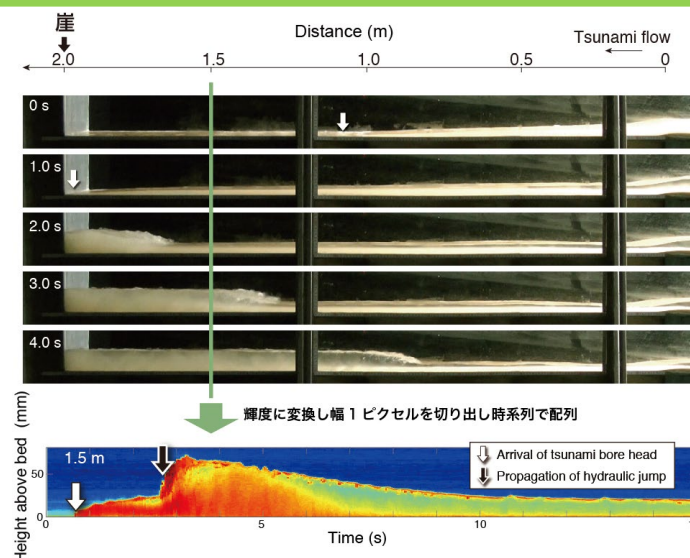 崖
Distance (m)
Tsunami flow
2.0 1.5 1.0 0.5 0
0 s
1.0 s
2.0 s
3.0 s
4.0 s
輝度に変換し幅 1 ピクセルを切り出し時系列で配列
Height above bed (mm)
50
0
1.5 m
Arrival of tsunami bore head
Propagation of hydraulic jump
0 5 10
Time (s)